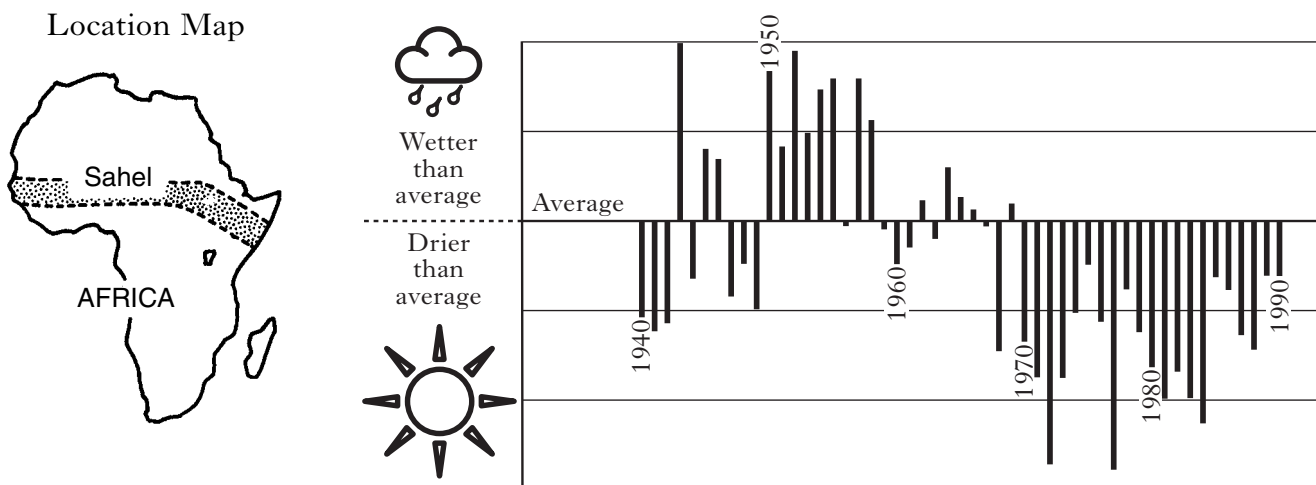 Location Map
Sahel
AFRICA
Wetter
than
average
Average
Drier
than
average
1940
1950
1960
1970
1980
1990